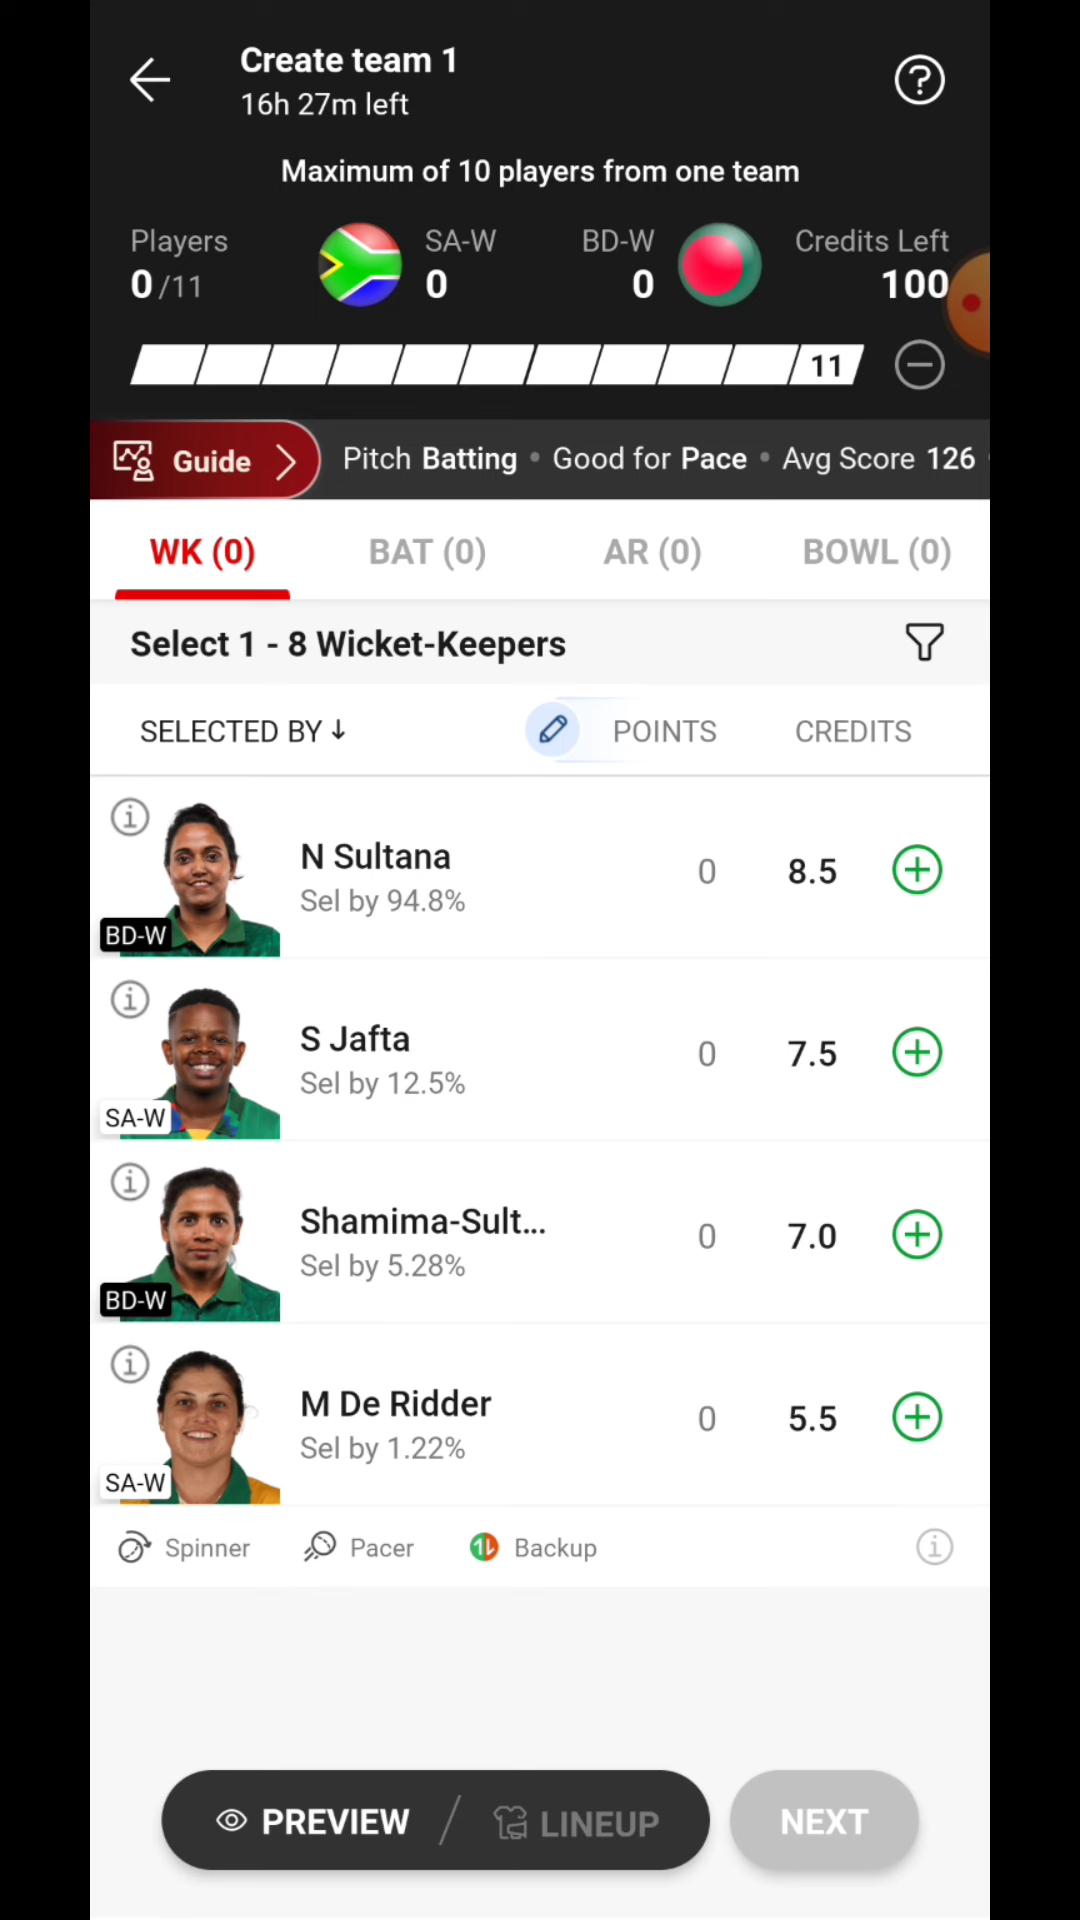 Create team 1
16h 27m left
Maximum of 10 players from one team
Players SA-W BD-W Credits Left
0/11 0 0 100
11
Guide Pitch Batting • Good for Pace • Avg Score 126
WK (0) BAT (0) AR (0) BOWL (0)
Select 1 - 8 Wicket-Keepers
SELECTED BY ↓ POINTS CREDITS
N Sultana 0 8.5
Sel by 94.8%
BD-W
S Jafta 0 7.5
Sel by 12.5%
SA-W
Shamima-Sult... 0 7.0
Sel by 5.28%
BD-W
M De Ridder 0 5.5
Sel by 1.22%
SA-W
Spinner Pacer Backup
PREVIEW / LINEUP NEXT